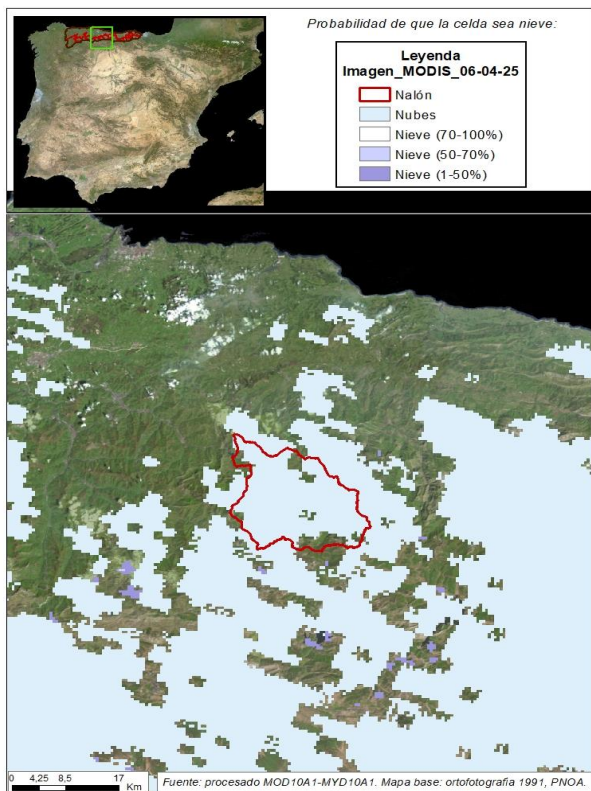 Probabilidad de que la celda sea nieve:
Leyenda
Imagen_MODIS_06-04-25
Nalón
Nubes
Nieve (70-100%)
Nieve (50-70%)
Nieve (1-50%)
0 4,25 8,5 17
Km
Fuente: procesado MOD10A1-MYD10A1. Mapa base: ortofotografía 1991, PNOA.